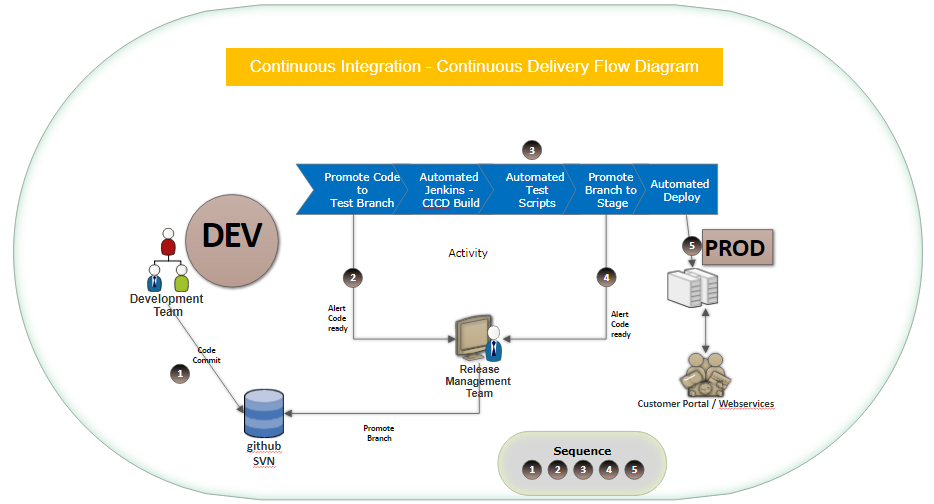 Continuous Integration - Continuous Delivery Flow Diagram
3
Promote Code
to
Test Branch
Automated
Jenkins -
CICD Build
Automated
Test
Scripts
Promote
Branch to
Stage
Automated
Deploy
DEV
5
PROD
Activity
2
4
Development
Team
Alert
Code
ready
Alert
Code
ready
Code
Commit
1
Release
Management
Team
Customer Portal / Webservices
Promote
Branch
github
SVN
Sequence
1 2 3 4 5